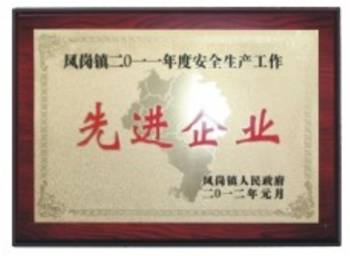 凤岗镇二〇一一年度安全生产工作
先进企业
凤岗镇人民政府
二〇一二年元月